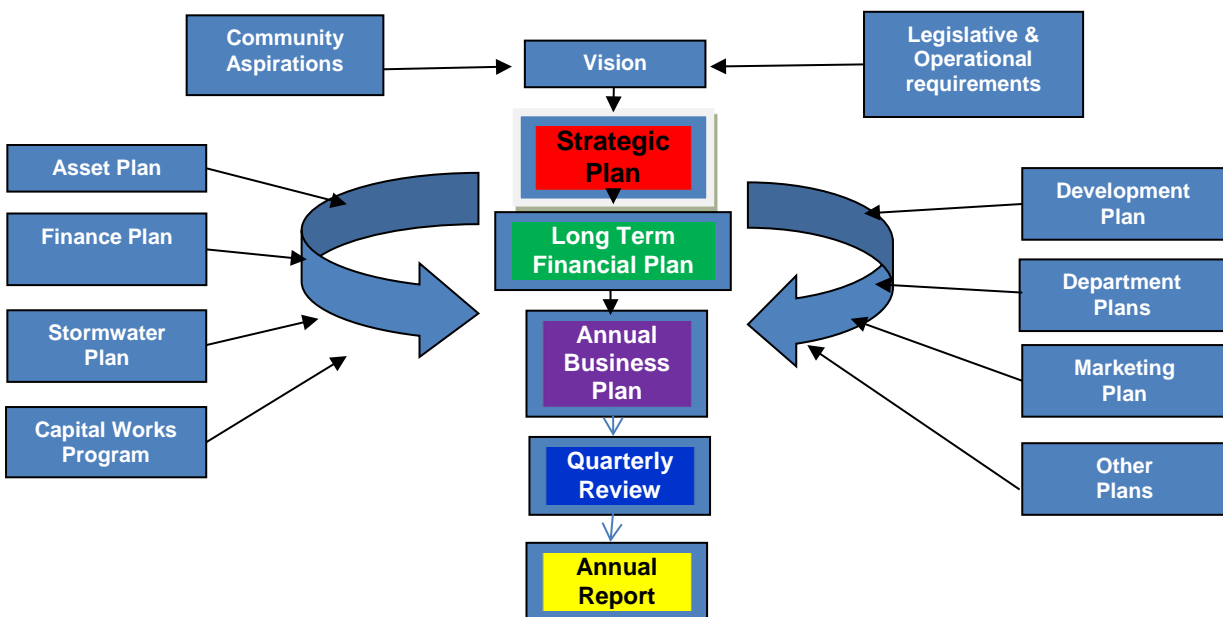 Community
Aspirations
Vision
Legislative &
Operational
requirements
Strategic
Plan
Asset Plan
Finance Plan
Stormwater
Plan
Capital Works
Program
Long Term
Financial Plan
Annual
Business
Plan
Quarterly
Review
Annual
Report
Development
Plan
Department
Plans
Marketing
Plan
Other
Plans